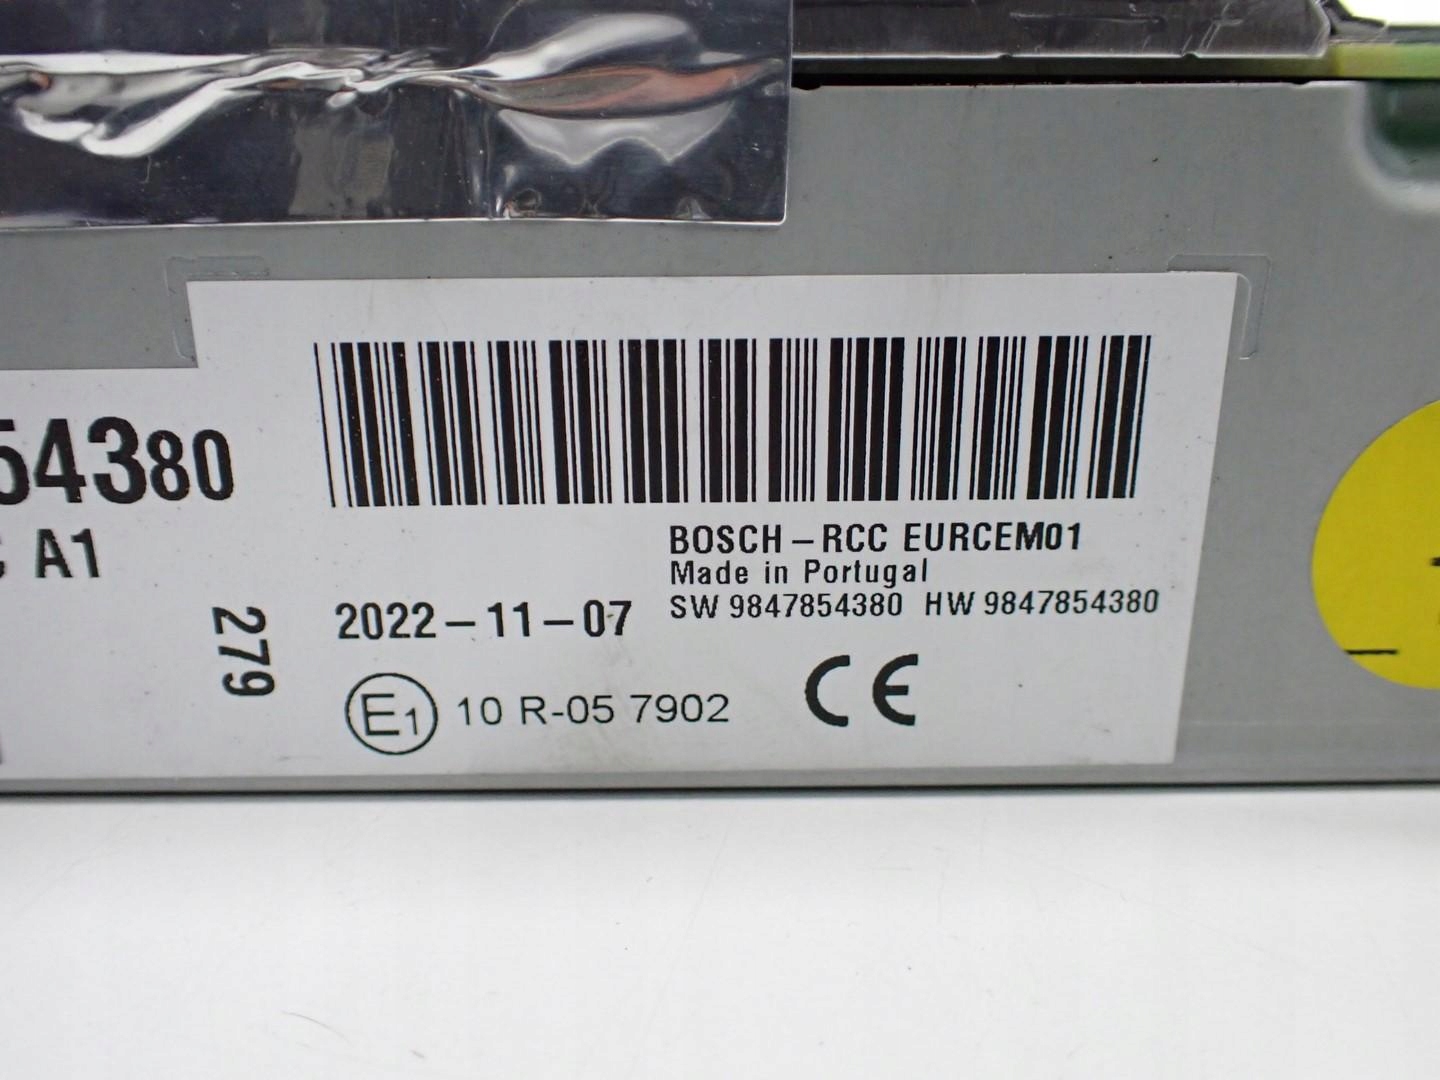 54380
A1
279
BOSCH-RCC EURCEM01
Made in Portugal
2022-11-07
SW 9847854380 HW 9847854380
E1 10 R-05 7902
CE